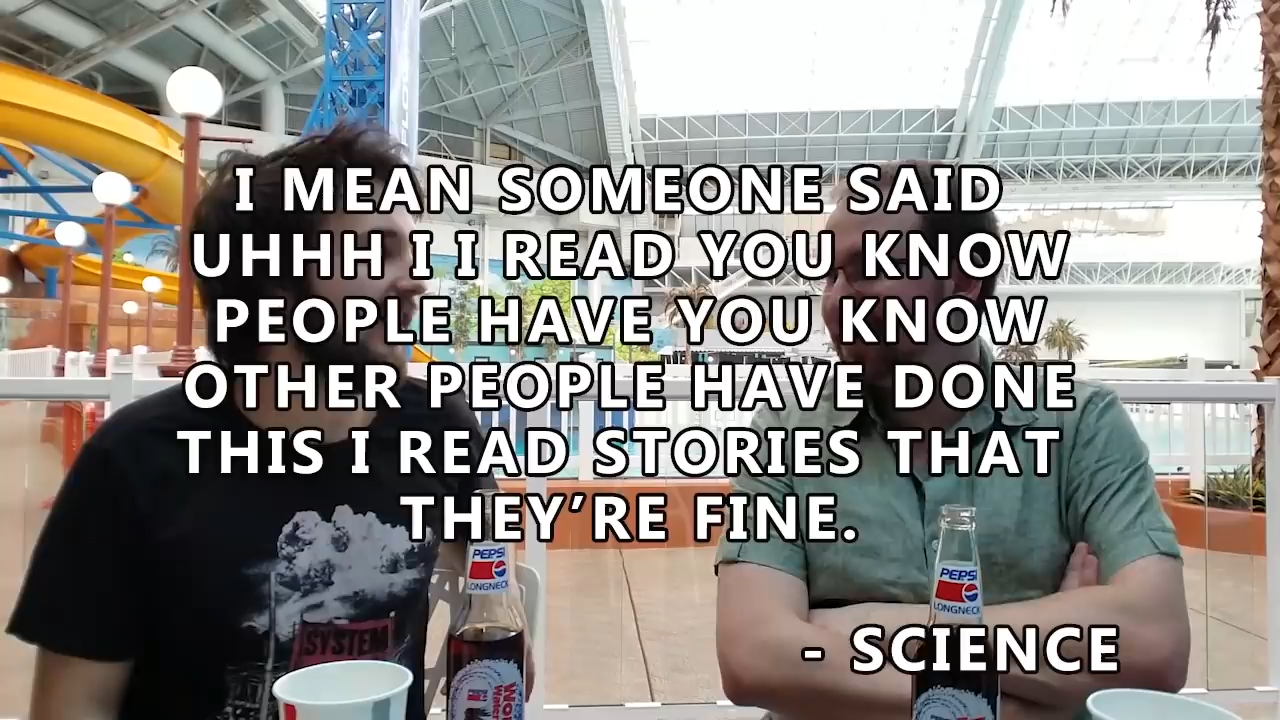 I MEAN SOMEONE SAID
UHHH I I READ YOU KNOW
PEOPLE HAVE YOU KNOW
OTHER PEOPLE HAVE DONE
THIS I READ STORIES THAT
THEY’RE FINE.
- SCIENCE
PEPSI
LONGNECK
PEPSI
LONGNECK
SYSTEM